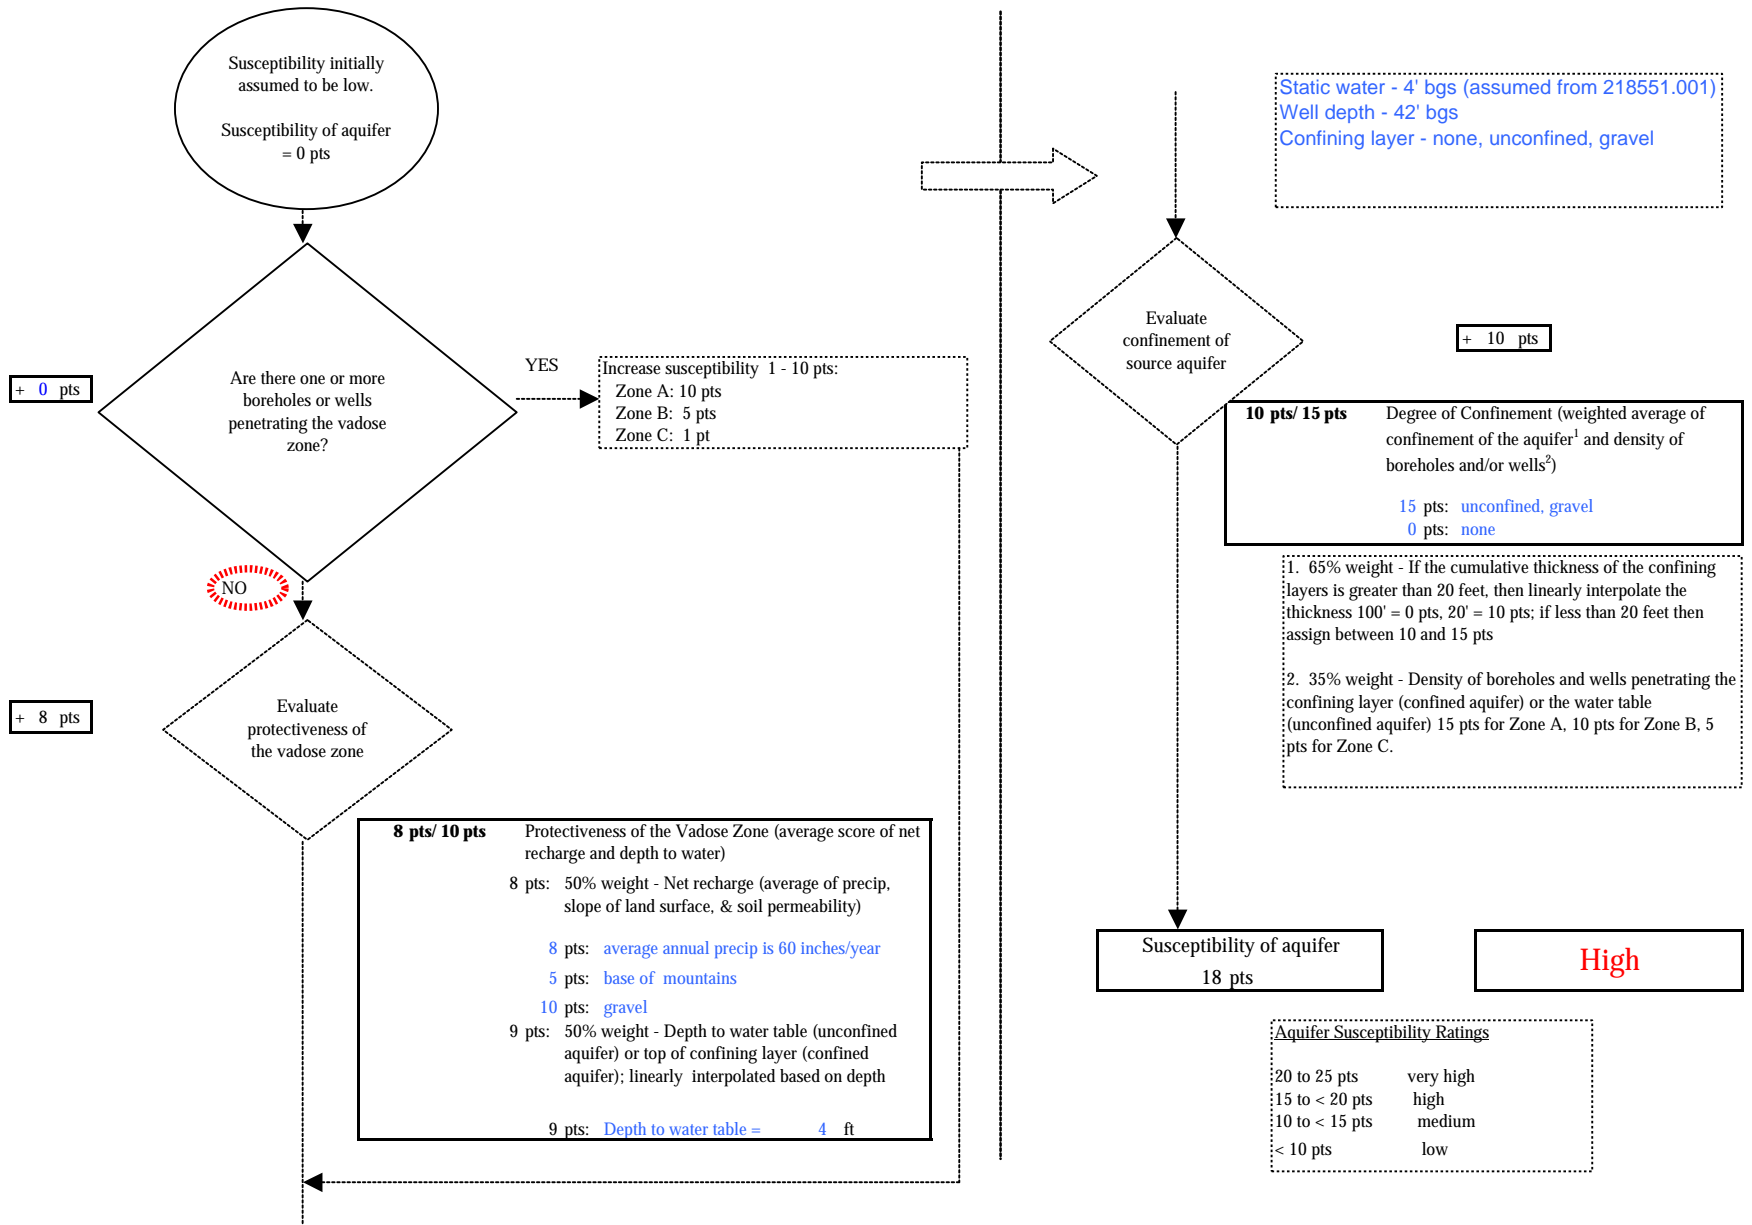 Susceptibility initially
assumed to be low.
Susceptibility of aquifer
= 0 pts
+ 0 pts
Are there one or more
boreholes or wells
penetrating the vadose
zone?
YES
Increase susceptibility 1 - 10 pts:
Zone A: 10 pts
Zone B: 5 pts
Zone C: 1 pt
NO
+ 8 pts
Evaluate
protectiveness of
the vadose zone
8 pts/ 10 pts Protectiveness of the Vadose Zone (average score of net
recharge and depth to water)
8 pts: 50% weight - Net recharge (average of precip,
slope of land surface, & soil permeability)
8 pts: average annual precip is 60 inches/year
5 pts: base of mountains
10 pts: gravel
9 pts: 50% weight - Depth to water table (unconfined
aquifer) or top of confining layer (confined
aquifer); linearly interpolated based on depth
9 pts: Depth to water table = 4 ft
Static water - 4' bgs (assumed from 218551.001)
Well depth - 42' bgs
Confining layer - none, unconfined, gravel
Evaluate
confinement of
source aquifer
+ 10 pts
10 pts/ 15 pts Degree of Confinement (weighted average of
confinement of the aquifer1 and density of
boreholes and/or wells2)
15 pts: unconfined, gravel
0 pts: none
1. 65% weight - If the cumulative thickness of the confining
layers is greater than 20 feet, then linearly interpolate the
thickness 100' = 0 pts, 20' = 10 pts; if less than 20 feet then
assign between 10 and 15 pts
2. 35% weight - Density of boreholes and wells penetrating the
confining layer (confined aquifer) or the water table
(unconfined aquifer) 15 pts for Zone A, 10 pts for Zone B, 5
pts for Zone C.
Susceptibility of aquifer
18 pts
High
Aquifer Susceptibility Ratings
20 to 25 pts very high
15 to < 20 pts high
10 to < 15 pts medium
< 10 pts low